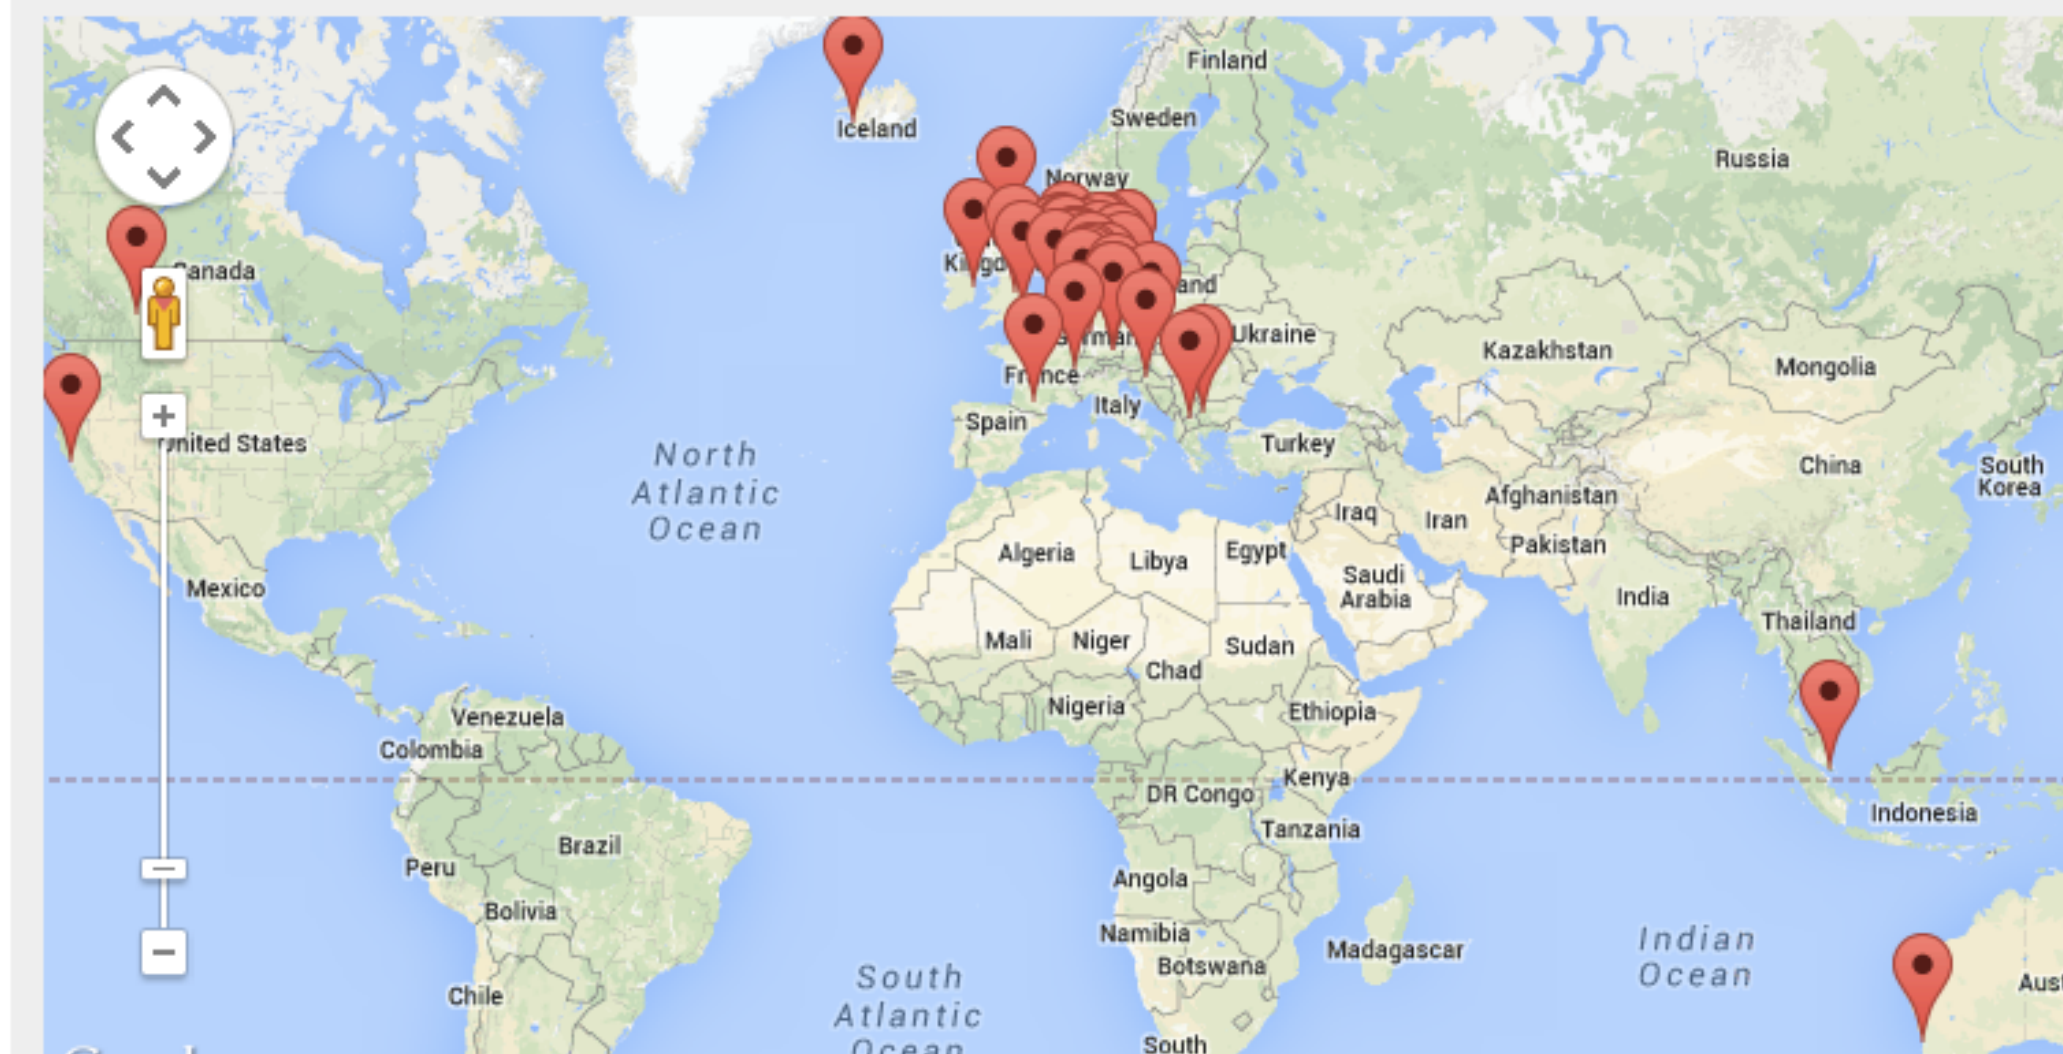 Finland
Sweden
Iceland
Russia
Norway
Canada
Ukraine
Kazakhstan
Mongolia
France
Italy
Spain
United States
Turkey
China
South
Korea
North
Atlantic
Ocean
Afghanistan
Iraq
Iran
Pakistan
Algeria
Libya
Egypt
Saudi
Arabia
India
Mexico
Thailand
Mali
Niger
Sudan
Chad
Nigeria
Ethiopia
Venezuela
Colombia
Kenya
DR Congo
Indonesia
Tanzania
Brazil
Peru
Angola
Bolivia
Namibia
Madagascar
Botswana
Indian
Ocean
Chile
South
Atlantic
Ocean
Aust
South